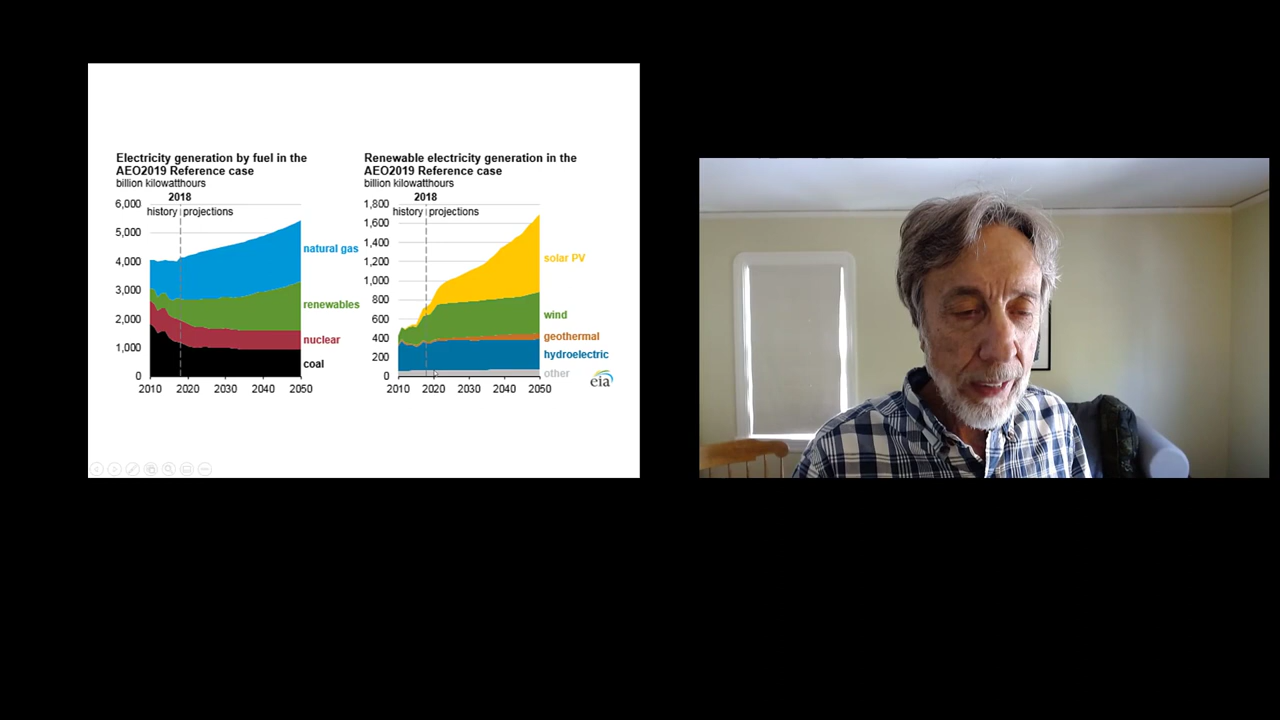 Electricity generation by fuel in the
AEO2019 Reference case
billion kilowatthours
2018
history projections
6,000
5,000
4,000
3,000
2,000
1,000
0
natural gas
renewables
nuclear
coal
2010 2020 2030 2040 2050
Renewable electricity generation in the
AEO2019 Reference case
billion kilowatthours
2018
history projections
1,800
1,600
1,400
1,200
1,000
800
600
400
200
0
solar PV
wind
geothermal
hydroelectric
other
2010 2020 2030 2040 2050
eia